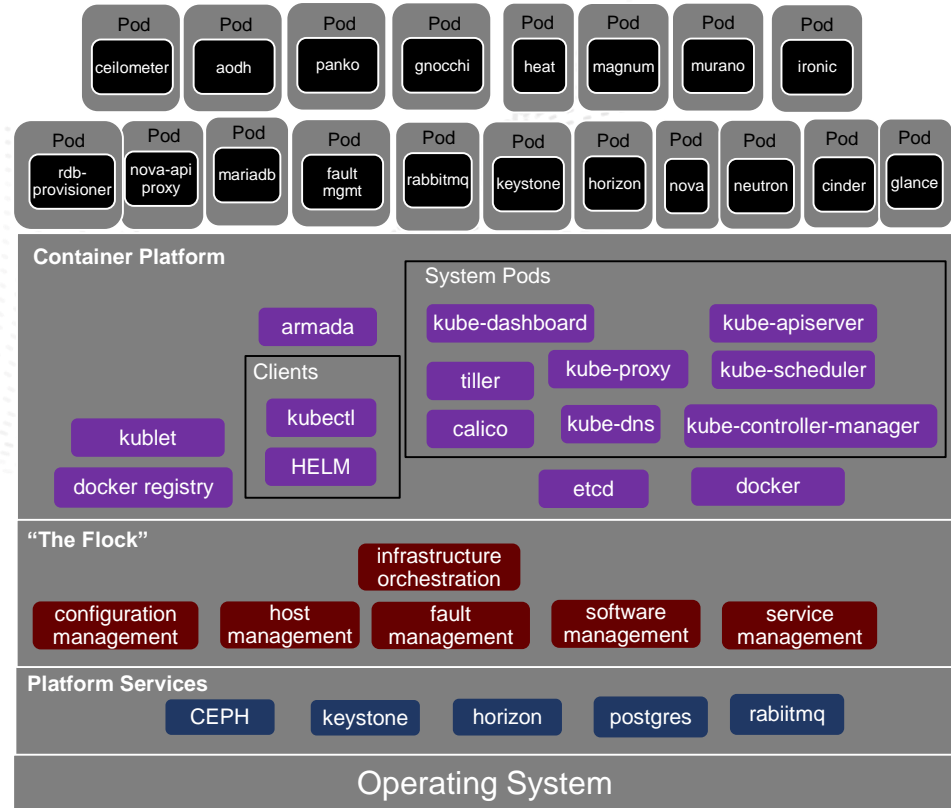 Pod Pod Pod Pod Pod Pod Pod Pod
ceilometer aodh panko gnocchi heat magnum murano ironic
Pod Pod Pod Pod Pod Pod Pod Pod Pod Pod Pod
rdb-
provisioner
nova-api
proxy
mariadb
fault
mgmt
rabbitmq
keystone
horizon
nova
neutron
cinder
glance
Container Platform
System Pods
kube-dashboard
kube-apiserver
armada
Clients
tiller
kube-proxy
kube-scheduler
kubectl
calico
kube-dns
kube-controller-manager
kublet
HELM
docker registry
etcd
docker
“The Flock”
infrastructure
orchestration
configuration
management
host
management
fault
management
software
management
service
management
Platform Services
CEPH
keystone
horizon
postgres
rabiitmq
Operating System